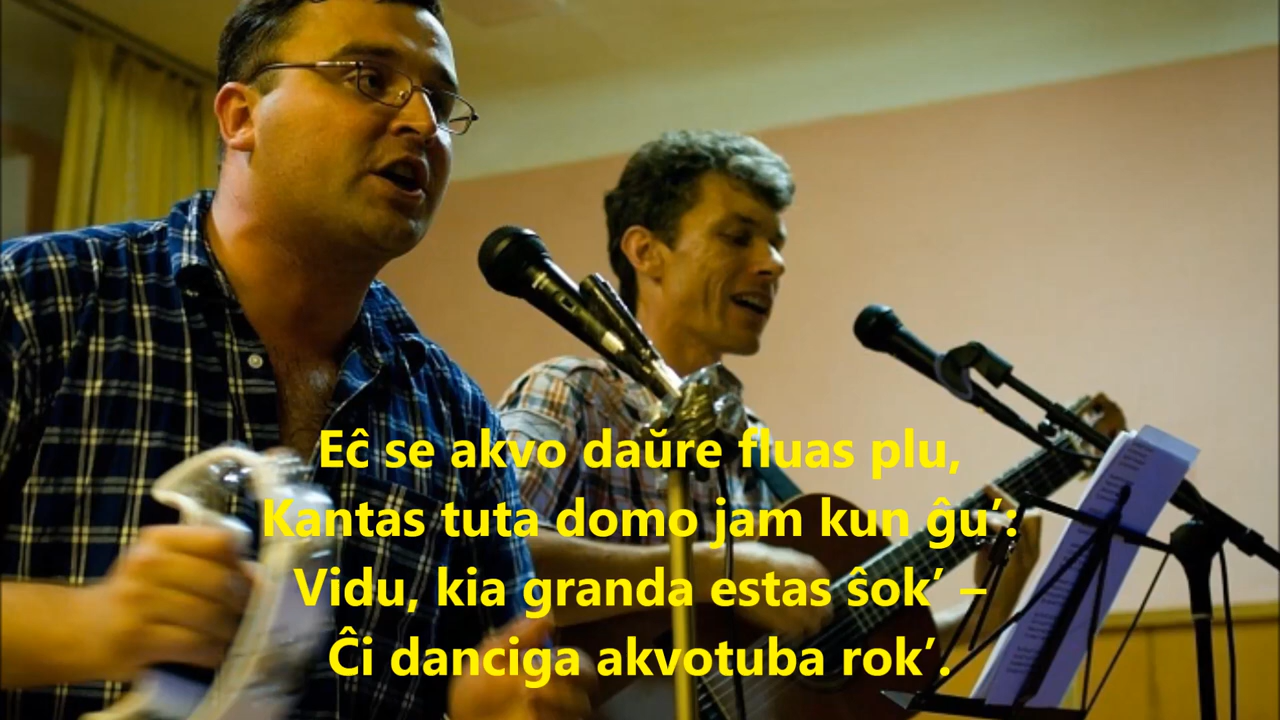 Eĉ se akvo daŭre fluas plu,
Kantas tuta domo jam kun ĝu’:
Vidu, kia granda estas ŝok’ –
Ĉi danciga akvotuba rok’.